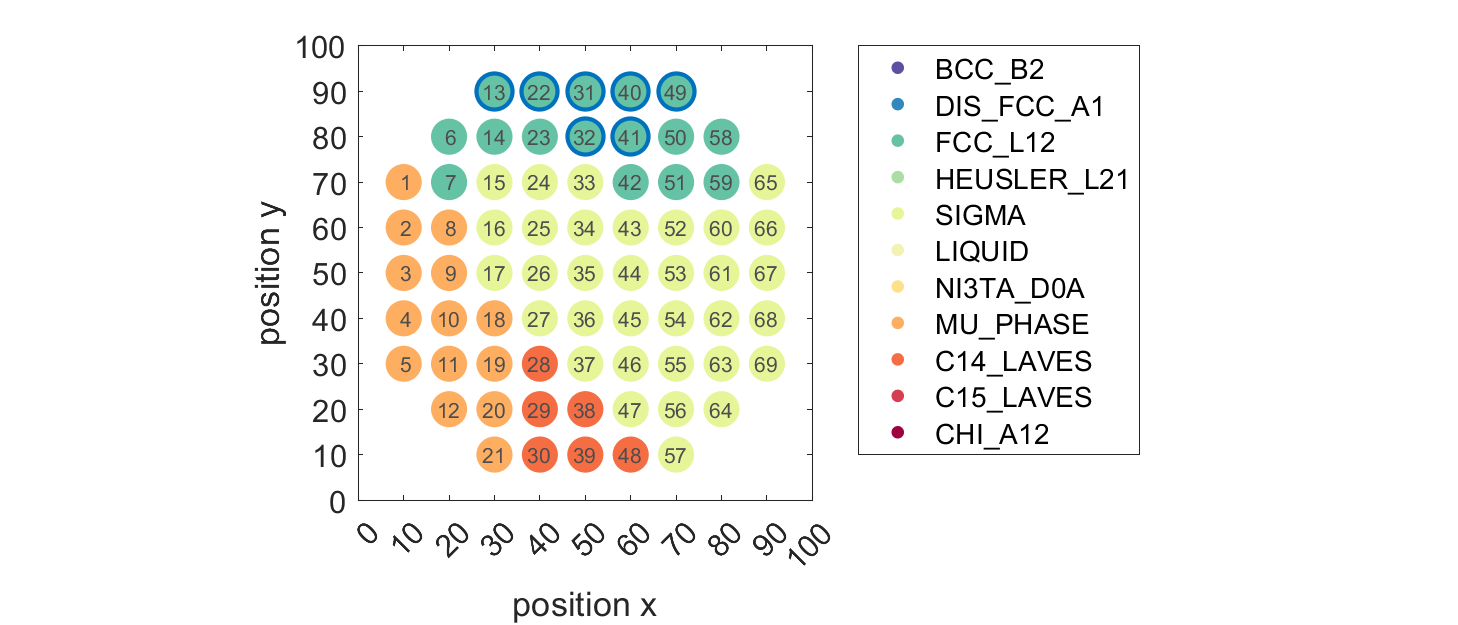 100
90
80
70
60
50
40
30
20
10
0
position y
13 22 31 40 49
6 14 23 32 41 50 58
1 7 15 24 33 42 51 59 65
2 8 16 25 34 43 52 60 66
3 9 17 26 35 44 53 61 67
4 10 18 27 36 45 54 62 68
5 11 19 28 37 46 55 63 69
12 20 29 38 47 56 64
21 30 39 48 57
0 10 20 30 40 50 60 70 80 90 100
position x
BCC_B2
DIS_FCC_A1
FCC_L12
HEUSLER_L21
SIGMA
LIQUID
NI3TA_D0A
MU_PHASE
C14_LAVES
C15_LAVES
CHI_A12